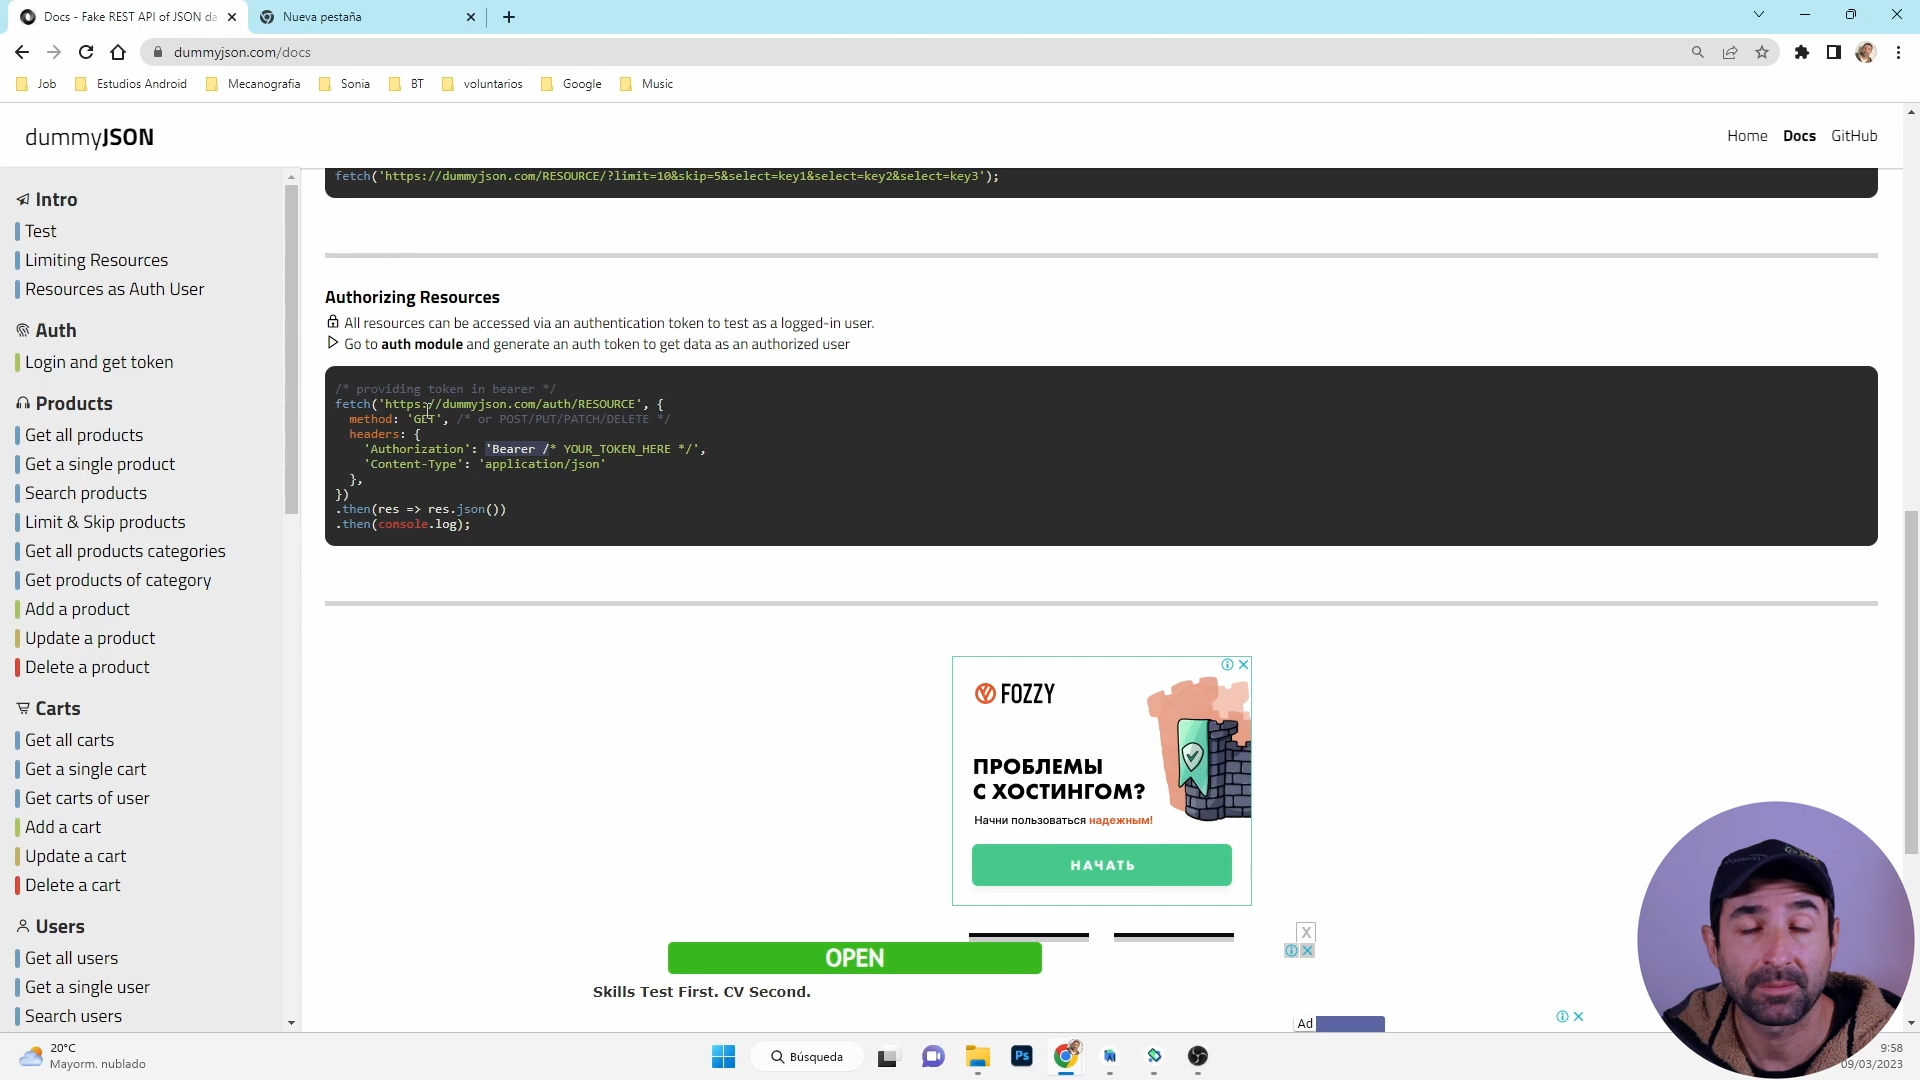 Docs - Fake REST API of JSON da
Nueva pestaña
dummyjson.com/docs
Job
Estudios Android
Mecanografia
Sonia
BT
voluntarios
Google
Music
dummyJSON
Home
Docs
GitHub
Intro
Test
Limiting Resources
Resources as Auth User
Auth
Login and get token
Products
Get all products
Get a single product
Search products
Limit & Skip products
Get all products categories
Get products of category
Add a product
Update a product
Delete a product
Carts
Get all carts
Get a single cart
Get carts of user
Add a cart
Update a cart
Delete a cart
Users
Get all users
Get a single user
Search users
fetch('https://dummyjson.com/RESOURCE/?limit=10&skip=5&select=key1&select=key2&select=key3');
Authorizing Resources
All resources can be accessed via an authentication token to test as a logged-in user.
Go to auth module and generate an auth token to get data as an authorized user
/* providing token in bearer */
fetch('https://dummyjson.com/auth/RESOURCE', {
method: 'GET', /* or POST/PUT/PATCH/DELETE */
headers: {
'Authorization': 'Bearer /* YOUR_TOKEN_HERE */',
'Content-Type': 'application/json'
},
})
.then(res => res.json())
.then(console.log);
FOZZY
ПРОБЛЕМЫ
С ХОСТИНГОМ?
Начни пользоваться надежным!
НАЧАТЬ
X
OPEN
Skills Test First. CV Second.
Ad
20°C
Mayorm. nublado
Búsqueda
Ps
9:58
09/03/2023